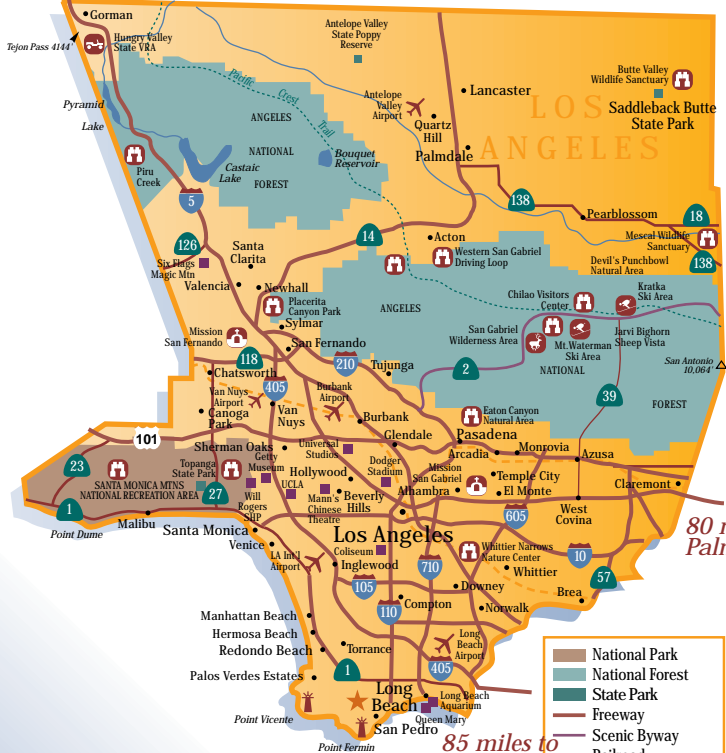 Gorman
Tejon Pass 4144'
Hungry Valley
State VRA
Antelope Valley
State Poppy
Reserve
Butte Valley
Wildlife Sanctuary
Saddleback Butte
State Park
Pacific Crest Trail
Pyramid
Lake
Antelope
Valley
Airport
Lancaster
LOS
ANGELES
Quartz
Hill
Palmdale
ANGELES
NATIONAL
FOREST
Bouquet
Reservoir
Castaic
Lake
Piru
Creek
5
138
Pearblossom
18
Mescal Wildlife
Sanctuary
138
Devil's Punchbowl
Natural Area
126
14
Acton
Western San Gabriel
Driving Loop
Santa
Clarita
Six Flags
Magic Mtn
Valencia
Newhall
Placerita
Canyon Park
Sylmar
ANGELES
Chilao Visitors
Center
Kratka
Ski Area
San Gabriel
Wilderness Area
Mt.Waterman
Ski Area
Jarvi Bighorn
Sheep Vista
Mission
San Fernando
San Fernando
118
210
Tujunga
2
NATIONAL
San Antonio
10,064'
39
FOREST
Chatsworth
405
Van Nuys
Airport
Canoga
Park
Van
Nuys
Burbank
Airport
Burbank
Eaton Canyon
Natural Area
101
Glendale
Pasadena
Sherman Oaks
Universal
Studios
Arcadia
Monrovia
Azusa
23
Topanga
State Park
Getty
Museum
UCLA
Hollywood
Dodger
Stadium
Mission
San Gabriel
Temple City
El Monte
Claremont
SANTA MONICA MTNS
NATIONAL RECREATION AREA
27
Will
Rogers
SHP
Mann's
Chinese
Theatre
Beverly
Hills
Alhambra
1
Malibu
Point Dume
Santa Monica
Venice
Los Angeles
605
West
Covina
LA Int'l
Airport
Coliseum
Inglewood
710
Whittier Narrows
Nature Center
Whittier
10
57
105
Downey
Brea
110
Compton
Norwalk
Manhattan Beach
Hermosa Beach
Redondo Beach
Torrance
Long
Beach
Airport
405
Palos Verdes Estates
1
Long
Beach
Long Beach
Aquarium
Queen Mary
Point Vicente
San Pedro
Point Fermin
80
Palm
85 miles to
National Park
National Forest
State Park
Freeway
Scenic Byway
Railroad